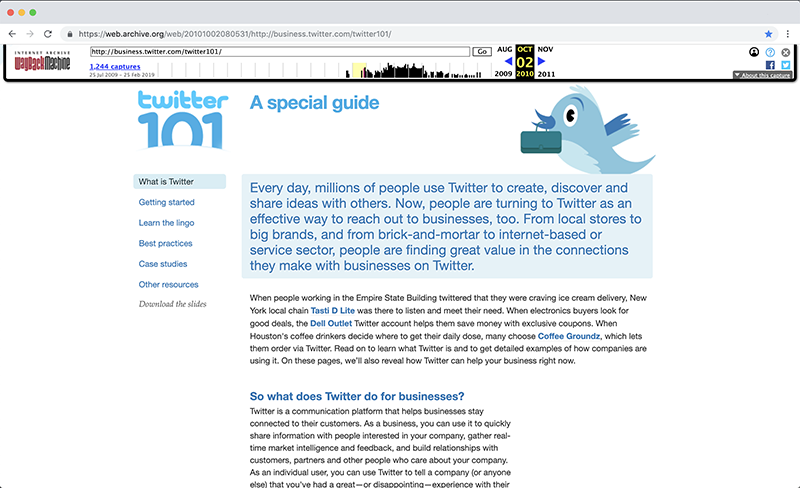 https://web.archive.org/web/20101002080531/http://business.twitter.com/twitter101/
INTERNET ARCHIVE
WayBackMachine
http://business.twitter.com/twitter101/
Go
1,244 captures
25 Jul 2009 – 25 Feb 2019
AUG OCT NOV
02
2009 2010 2011
About this capture
twitter
101
A special guide
What is Twitter
Getting started
Learn the lingo
Best practices
Case studies
Other resources
Download the slides
Every day, millions of people use Twitter to create, discover and
share ideas with others. Now, people are turning to Twitter as an
effective way to reach out to businesses, too. From local stores to
big brands, and from brick-and-mortar to internet-based or
service sector, people are finding great value in the connections
they make with businesses on Twitter.
When people working in the Empire State Building twittered that they were craving ice cream delivery, New
York local chain Tasti D Lite was there to listen and meet their need. When electronics buyers look for
good deals, the Dell Outlet Twitter account helps them save money with exclusive coupons. When
Houston's coffee drinkers decide where to get their daily dose, many choose Coffee Groundz, which lets
them order via Twitter. Read on to learn what Twitter is and to get detailed examples of how companies are
using it. On these pages, we'll also reveal how Twitter can help your business right now.
So what does Twitter do for businesses?
Twitter is a communication platform that helps businesses stay
connected to their customers. As a business, you can use it to quickly
share information with people interested in your company, gather real-
time market intelligence and feedback, and build relationships with
customers, partners and other people who care about your company.
As an individual user, you can use Twitter to tell a company (or anyone
else) that you've had a great—or disappointing—experience with their